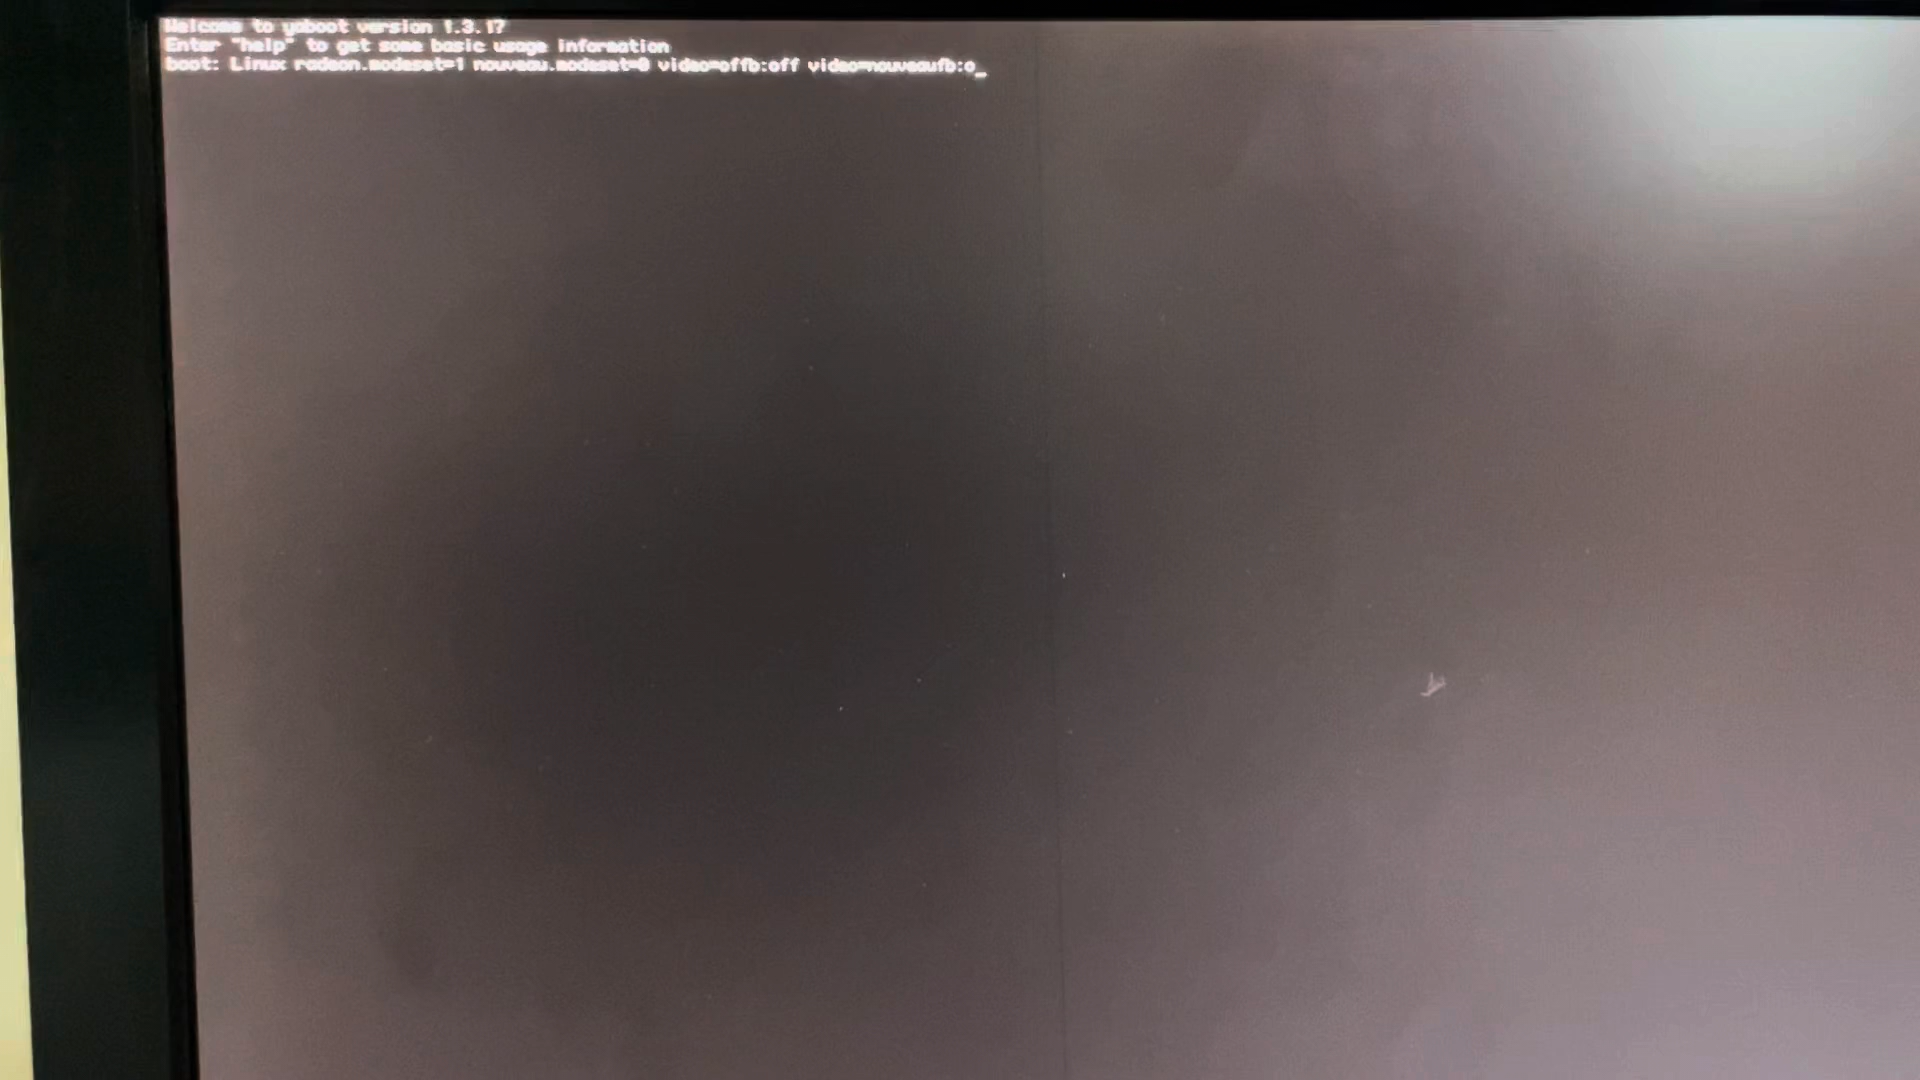 Welcome to yaboot version 1.3.17
Enter "help" to get some basic usage information
boot: Linux radeon.modeset=1 nouveau.modeset=0 video=offb:off video=nouveaufb:o_